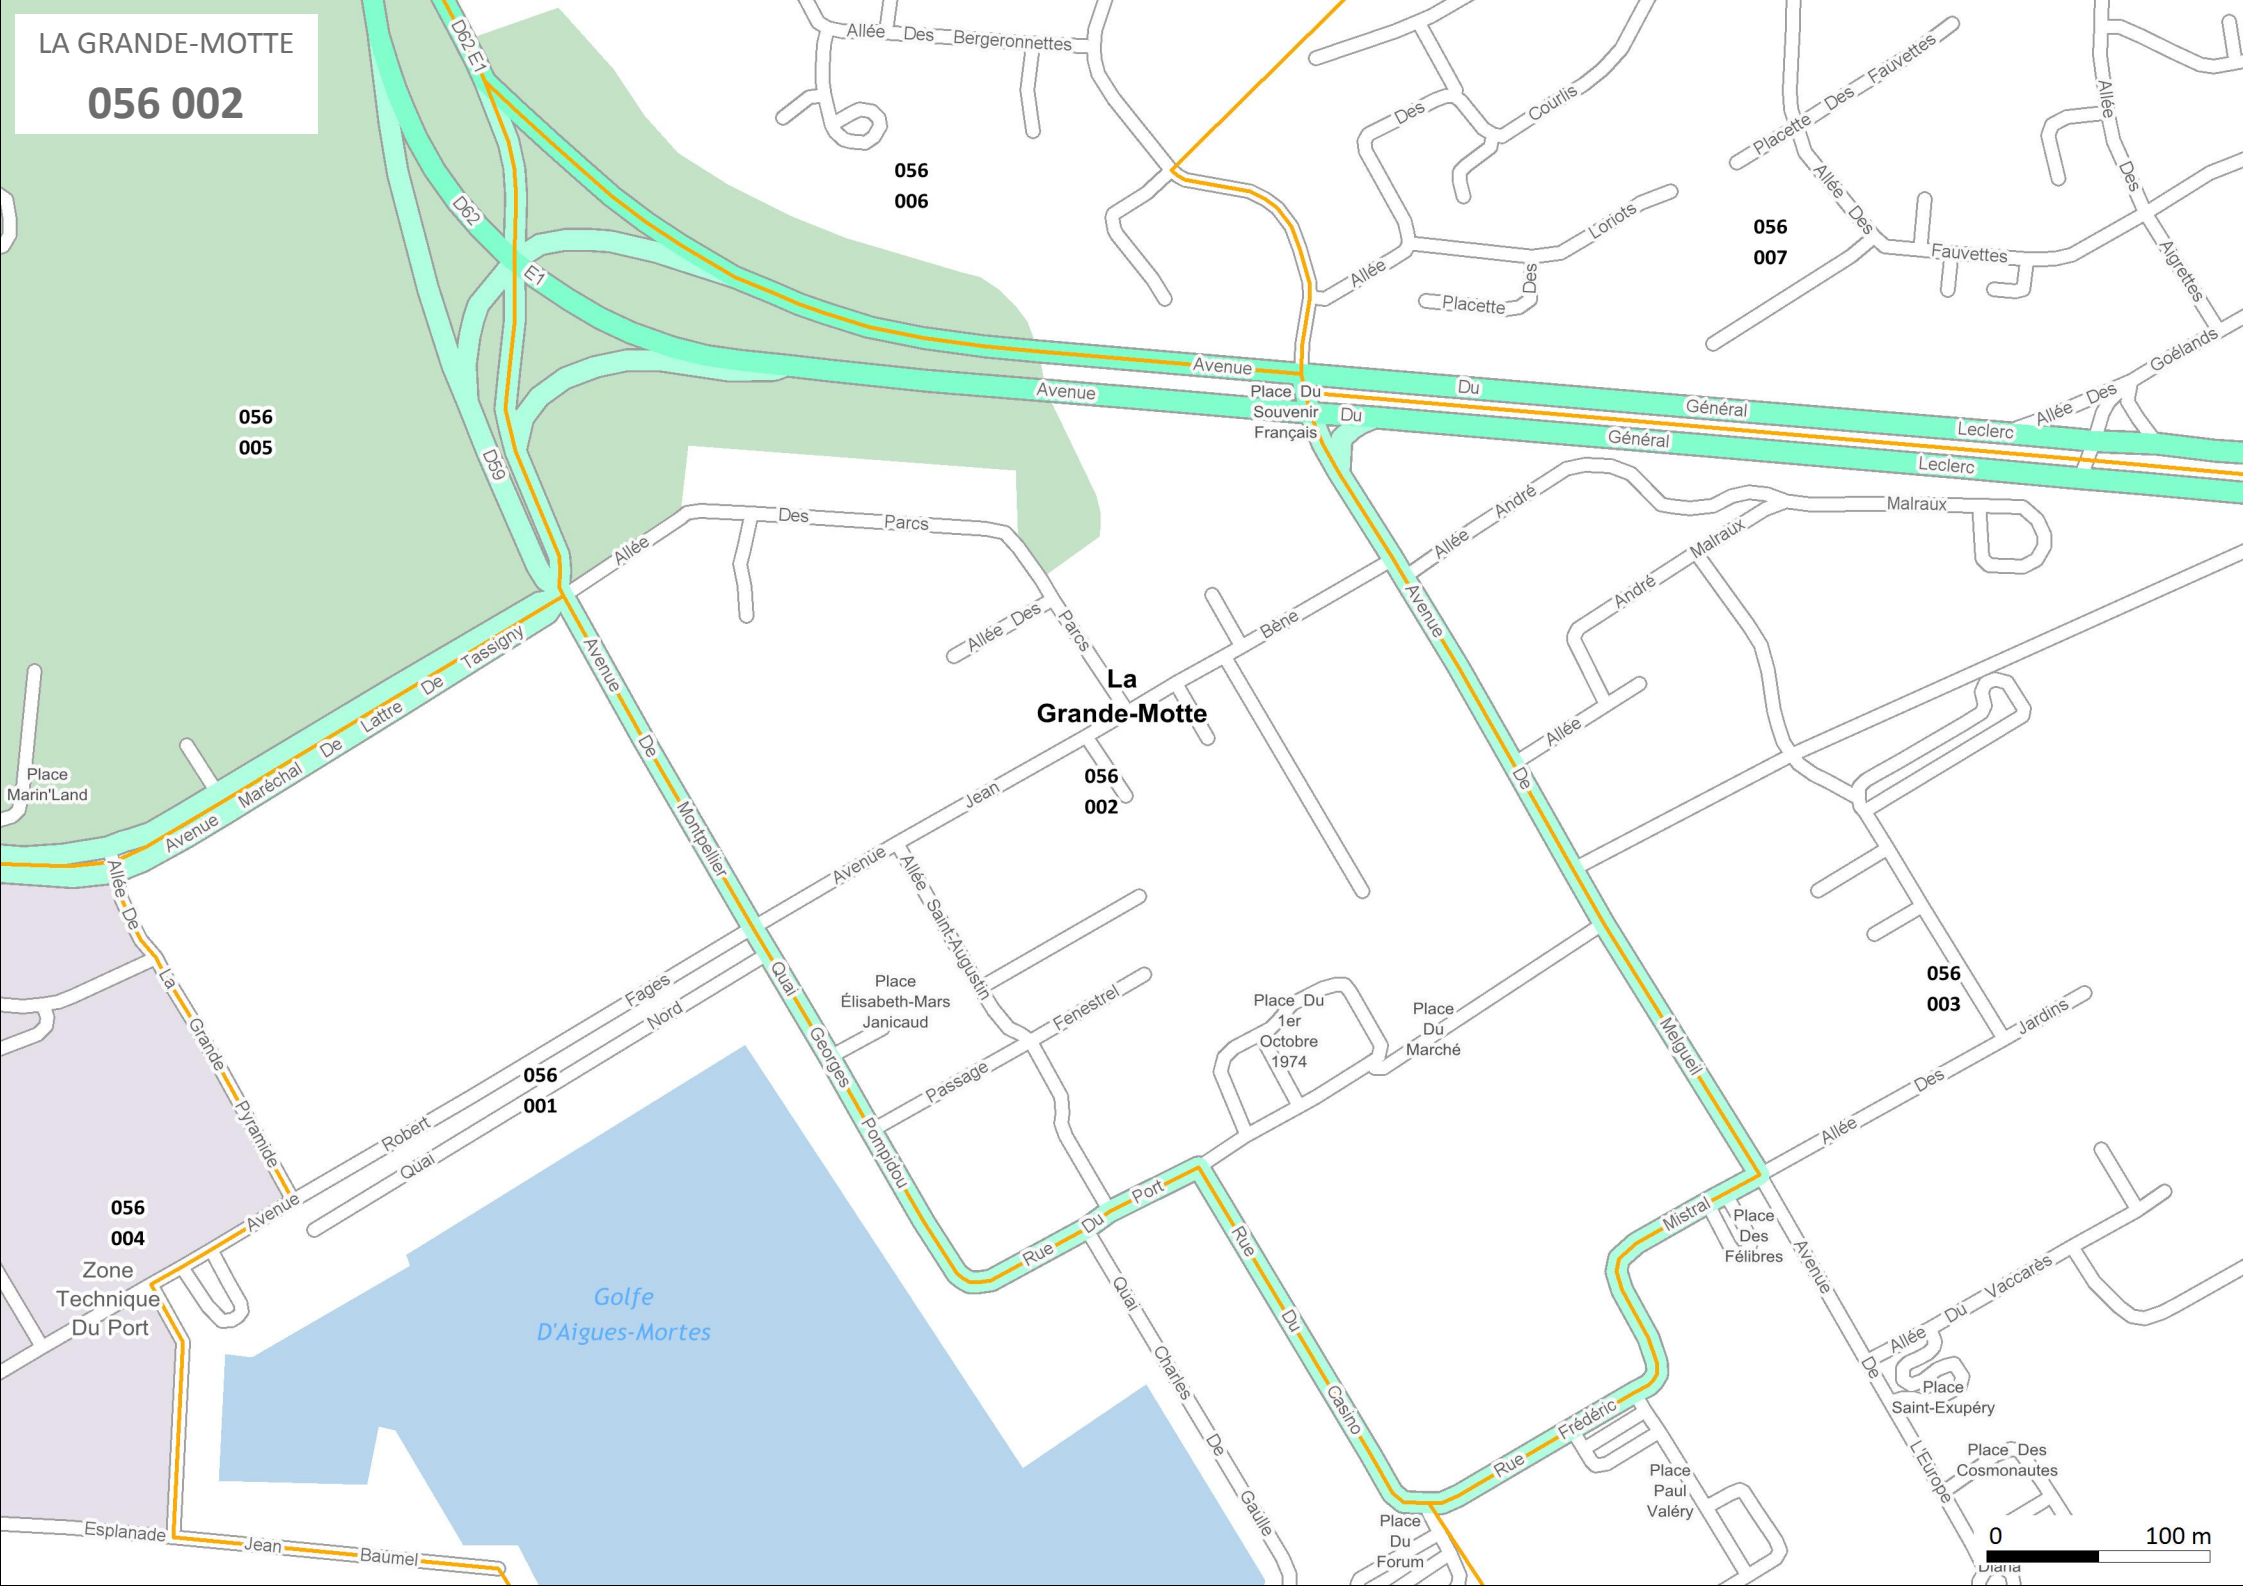 LA GRANDE-MOTTE
056 002
D62 E1
Allée Des Bergeronnettes
Des
Courlis
Placette Des Fauvettes
Allée
Des
Aigrettes
056
006
D62
E1
Allée
Loriots
Placette Des
Allée Des
Fauvettes
056
007
Goélands
Allée Des
Avenue
Du
Général
Leclerc
Avenue
Du
Général
Leclerc
Place Du
Souvenir
Français
056
005
D59
Allée
Des
Parcs
Allée Des
Parcs
Allée
André
Malraux
Malraux
André
Allée
Bène
La
Grande-Motte
056
002
Avenue
De
Melgueil
Avenue Maréchal De Lattre De Tassigny
Avenue
De
Montpellier
Place
Marin'Land
Allée De La Grande Pyramide
Avenue
Jean
Allée Saint-Augustin
Place
Élisabeth-Mars
Janicaud
Quai
Georges
Pompidou
Fages
Nord
Robert
Quai
Avenue
056
001
Passage
Fenestrel
Place Du
1er
Octobre
1974
Place
Du
Marché
056
003
Allée
Des
Jardins
056
004
Zone
Technique
Du Port
Golfe
D'Aigues-Mortes
Rue
Du
Port
Mistral
Place
Des
Félibres
Avenue
De
L'Europe
Allée
Du
Vaccarès
Rue
Du
Casino
Quai
Charles
De
Gaulle
Rue
Frédéric
Place
Saint-Exupéry
Place Des
Cosmonautes
Place
Paul
Valéry
Place
Du
Forum
Esplanade
Jean
Baumel
0 100 m
Diana